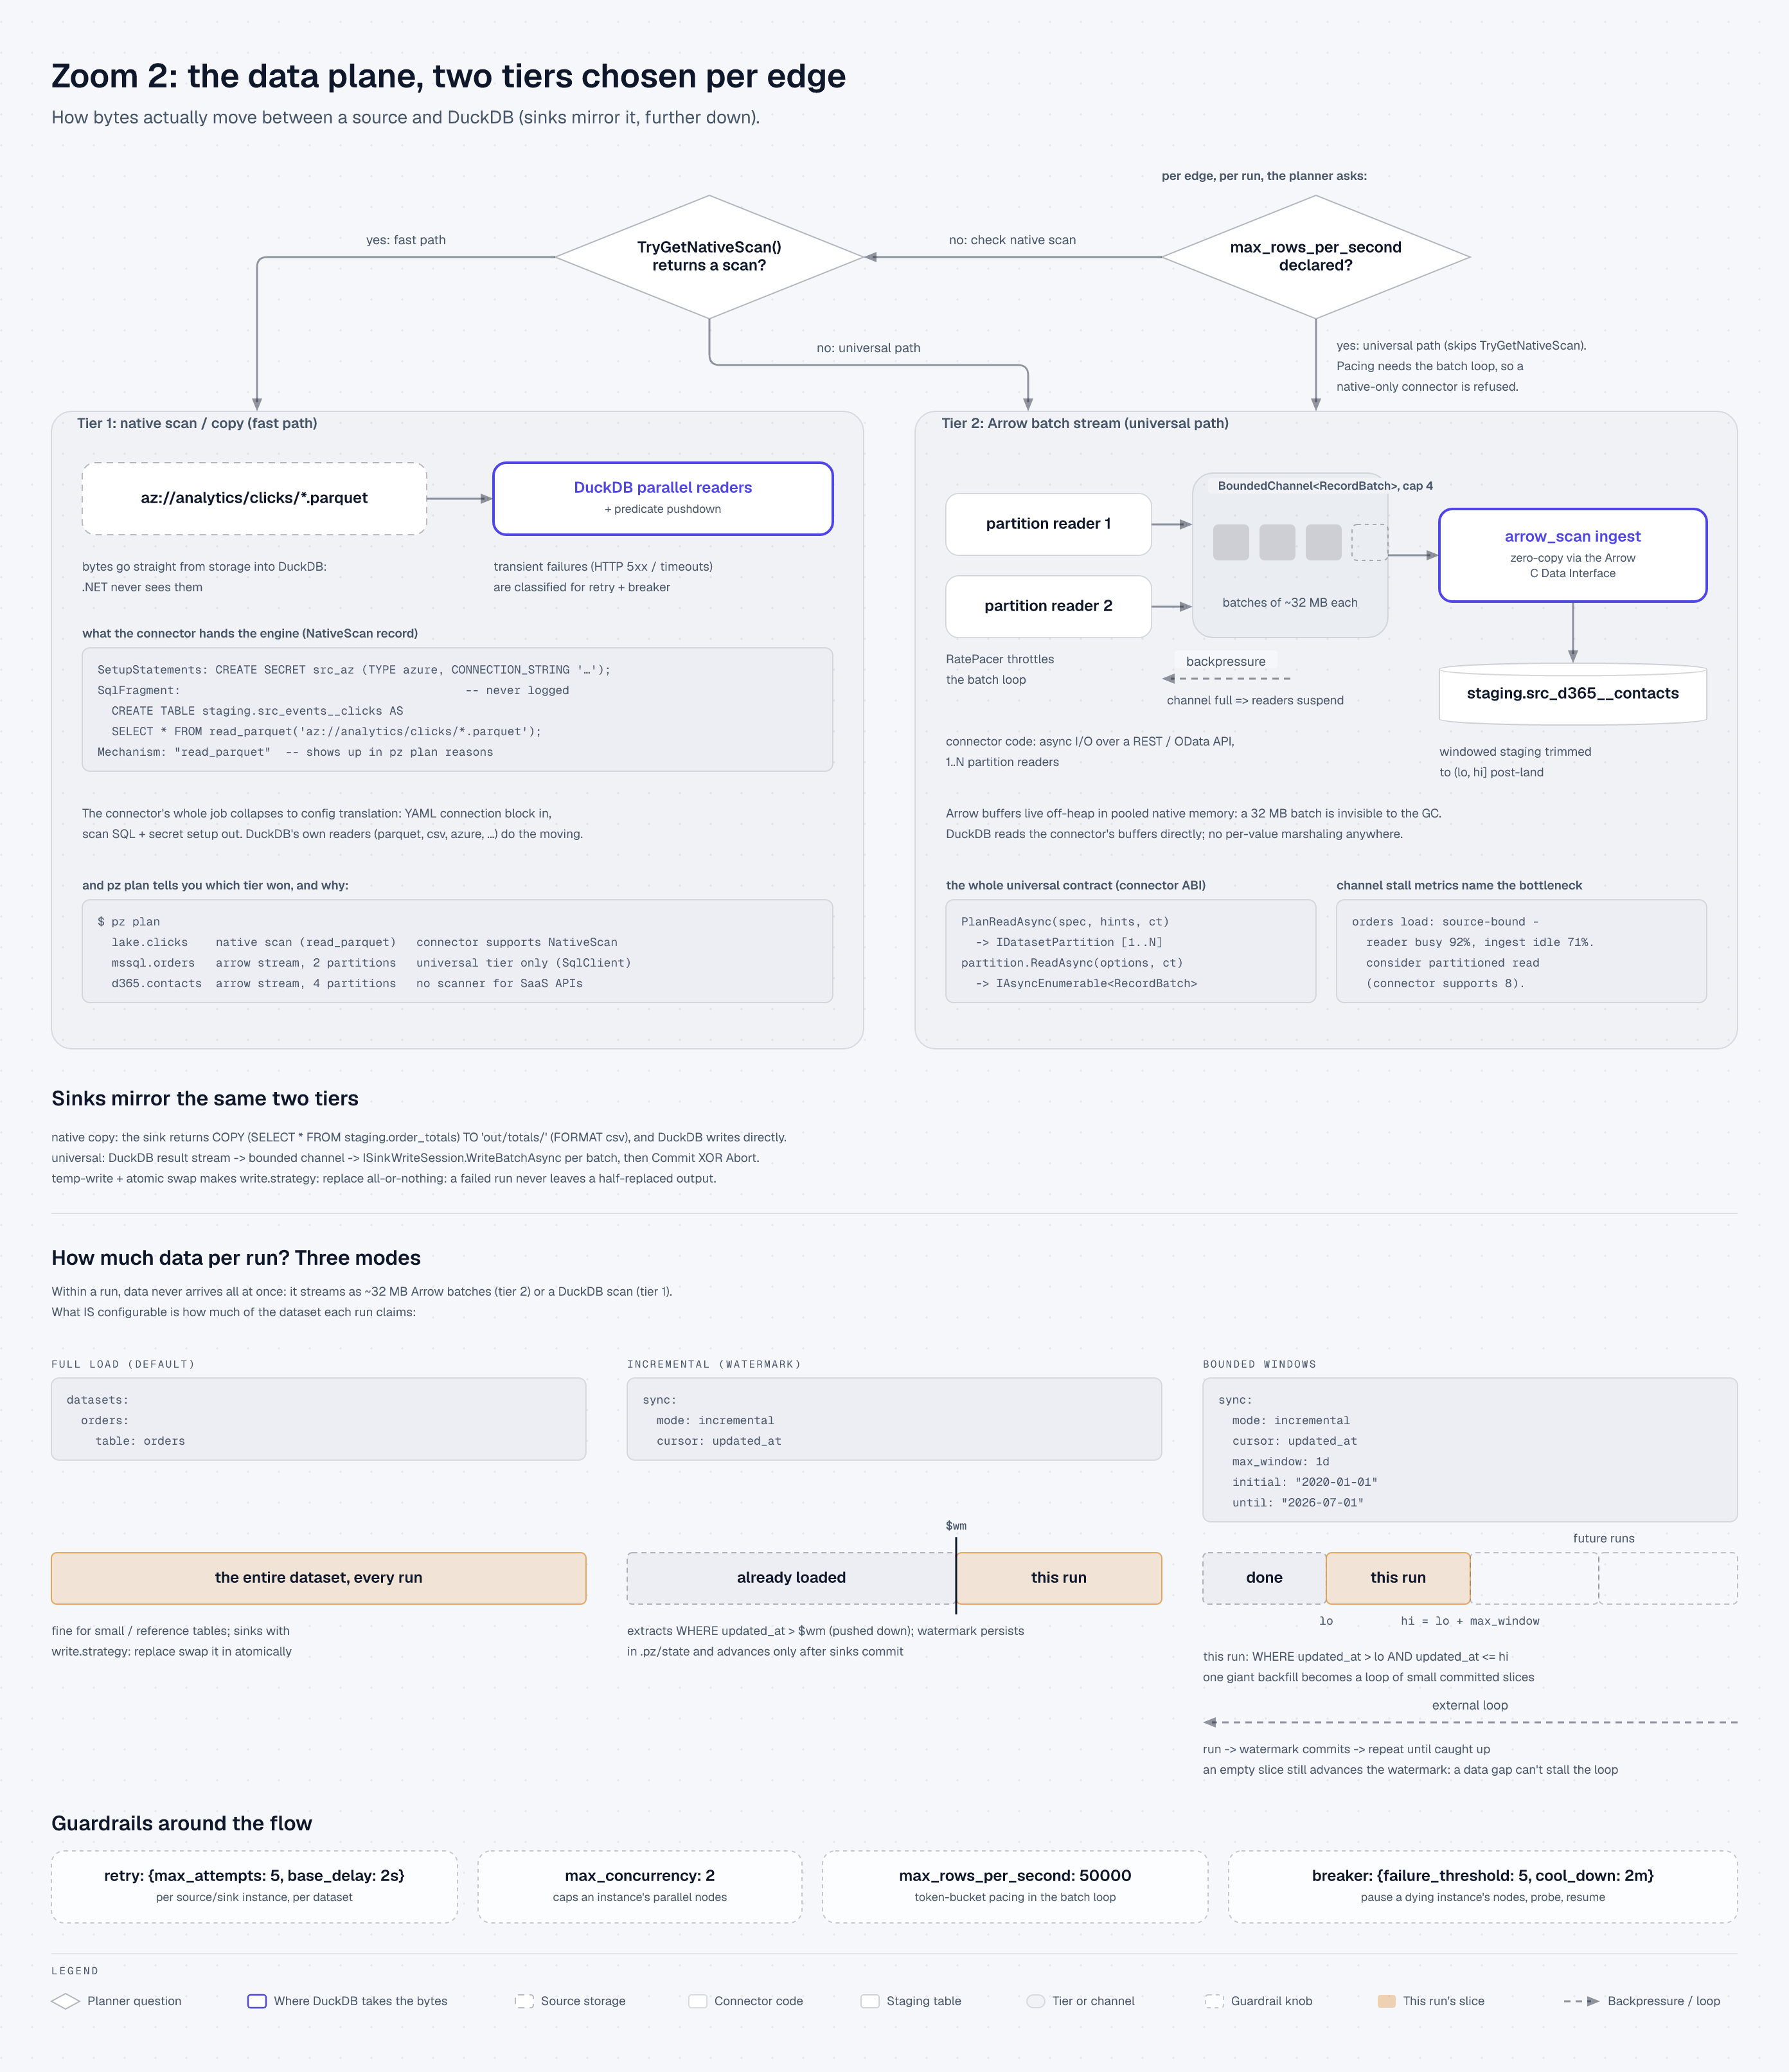 Zoom 2: the data plane, two tiers chosen per edge
How bytes actually move between a source and DuckDB (sinks mirror it, further down).
per edge, per run, the planner asks:
yes: fast path
TryGetNativeScan()
returns a scan?
no: check native scan
max_rows_per_second
declared?
no: universal path
yes: universal path (skips TryGetNativeScan).
Pacing needs the batch loop, so a
native-only connector is refused.
Tier 1: native scan / copy (fast path)
az://analytics/clicks/*.parquet
DuckDB parallel readers
+ predicate pushdown
bytes go straight from storage into DuckDB:
.NET never sees them
transient failures (HTTP 5xx / timeouts)
are classified for retry + breaker
what the connector hands the engine (NativeScan record)
SetupStatements: CREATE SECRET src_az (TYPE azure, CONNECTION_STRING '…');
SqlFragment:                                        -- never logged
  CREATE TABLE staging.src_events__clicks AS
  SELECT * FROM read_parquet('az://analytics/clicks/*.parquet');
Mechanism: "read_parquet"  -- shows up in pz plan reasons
The connector's whole job collapses to config translation: YAML connection block in,
scan SQL + secret setup out. DuckDB's own readers (parquet, csv, azure, …) do the moving.
and pz plan tells you which tier won, and why:
$ pz plan
  lake.clicks    native scan (read_parquet)   connector supports NativeScan
  mssql.orders   arrow stream, 2 partitions   universal tier only (SqlClient)
  d365.contacts  arrow stream, 4 partitions   no scanner for SaaS APIs
Tier 2: Arrow batch stream (universal path)
partition reader 1
partition reader 2
BoundedChannel<RecordBatch>, cap 4
batches of ~32 MB each
arrow_scan ingest
zero-copy via the Arrow
C Data Interface
RatePacer throttles
the batch loop
backpressure
channel full => readers suspend
staging.src_d365__contacts
connector code: async I/O over a REST / OData API,
1..N partition readers
windowed staging trimmed
to (lo, hi] post-land
Arrow buffers live off-heap in pooled native memory: a 32 MB batch is invisible to the GC.
DuckDB reads the connector's buffers directly; no per-value marshaling anywhere.
the whole universal contract (connector ABI)
PlanReadAsync(spec, hints, ct)
  -> IDatasetPartition [1..N]
partition.ReadAsync(options, ct)
  -> IAsyncEnumerable<RecordBatch>
channel stall metrics name the bottleneck
orders load: source-bound -
  reader busy 92%, ingest idle 71%.
  consider partitioned read
  (connector supports 8).
Sinks mirror the same two tiers
native copy: the sink returns COPY (SELECT * FROM staging.order_totals) TO 'out/totals/' (FORMAT csv), and DuckDB writes directly.
universal: DuckDB result stream -> bounded channel -> ISinkWriteSession.WriteBatchAsync per batch, then Commit XOR Abort.
temp-write + atomic swap makes write.strategy: replace all-or-nothing: a failed run never leaves a half-replaced output.
How much data per run? Three modes
Within a run, data never arrives all at once: it streams as ~32 MB Arrow batches (tier 2) or a DuckDB scan (tier 1).
What IS configurable is how much of the dataset each run claims:
FULL LOAD (DEFAULT)
datasets:
  orders:
    table: orders
the entire dataset, every run
fine for small / reference tables; sinks with
write.strategy: replace swap it in atomically
INCREMENTAL (WATERMARK)
sync:
  mode: incremental
  cursor: updated_at
$wm
already loaded
this run
extracts WHERE updated_at > $wm (pushed down); watermark persists
in .pz/state and advances only after sinks commit
BOUNDED WINDOWS
sync:
  mode: incremental
  cursor: updated_at
  max_window: 1d
  initial: "2020-01-01"
  until: "2026-07-01"
future runs
done
this run
lo
hi = lo + max_window
this run: WHERE updated_at > lo AND updated_at <= hi
one giant backfill becomes a loop of small committed slices
external loop
run -> watermark commits -> repeat until caught up
an empty slice still advances the watermark: a data gap can't stall the loop
Guardrails around the flow
retry: {max_attempts: 5, base_delay: 2s}
per source/sink instance, per dataset
max_concurrency: 2
caps an instance's parallel nodes
max_rows_per_second: 50000
token-bucket pacing in the batch loop
breaker: {failure_threshold: 5, cool_down: 2m}
pause a dying instance's nodes, probe, resume
LEGEND
Planner question
Where DuckDB takes the bytes
Source storage
Connector code
Staging table
Tier or channel
Guardrail knob
This run's slice
Backpressure / loop